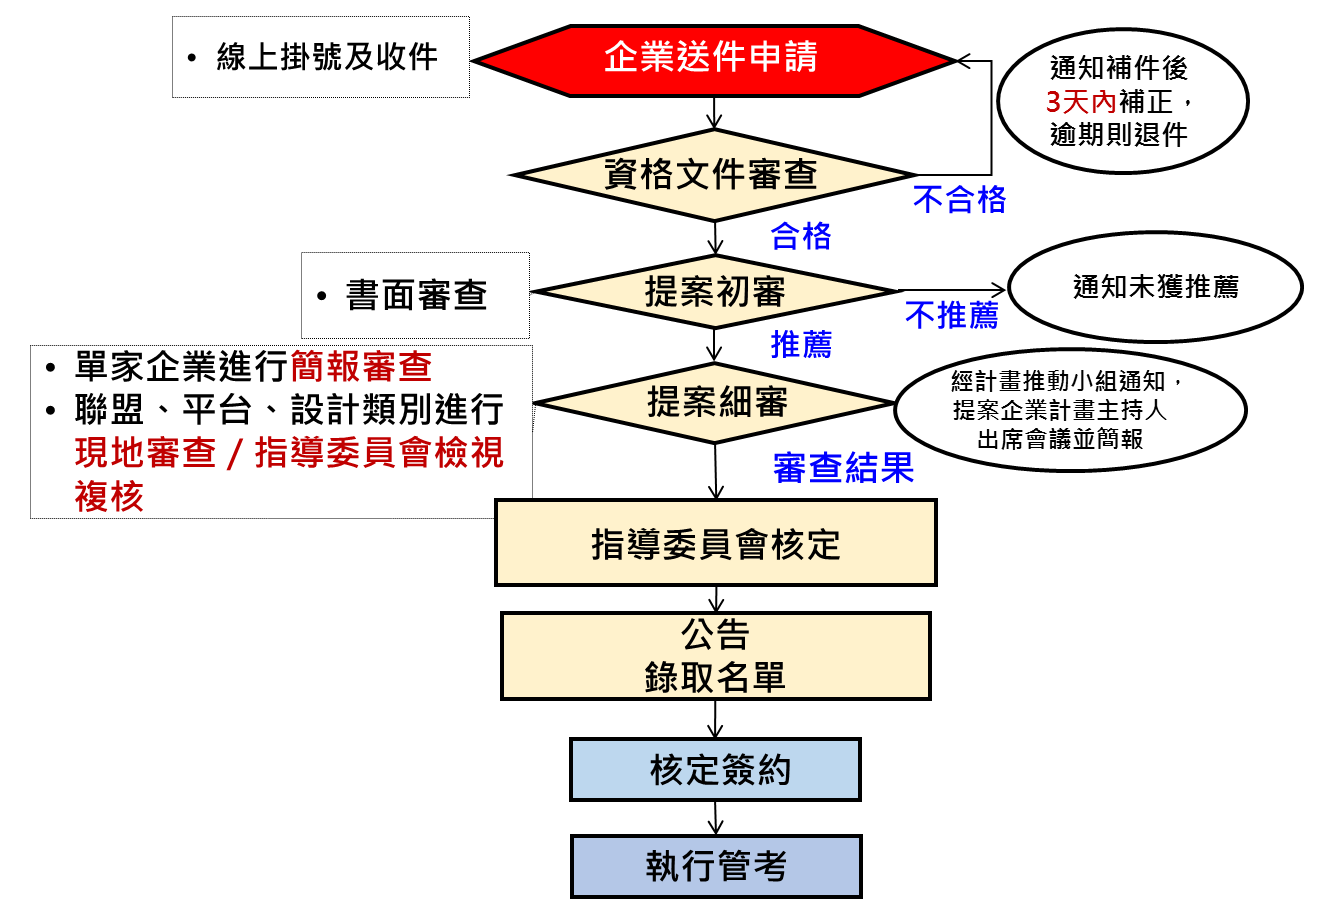 • 線上掛號及收件
企業送件申請
通知補件後
3天內補正，
逾期則退件
資格文件審查
不合格
合格
• 書面審查
提案初審
不推薦
通知未獲推薦
推薦
• 單家企業進行簡報審查
• 聯盟、平台、設計類別進行
現地審查 / 指導委員會檢視
複核
提案細審
經計畫推動小組通知，
提案企業計畫主持人
出席會議並簡報
審查結果
指導委員會核定
公告
錄取名單
核定簽約
執行管考